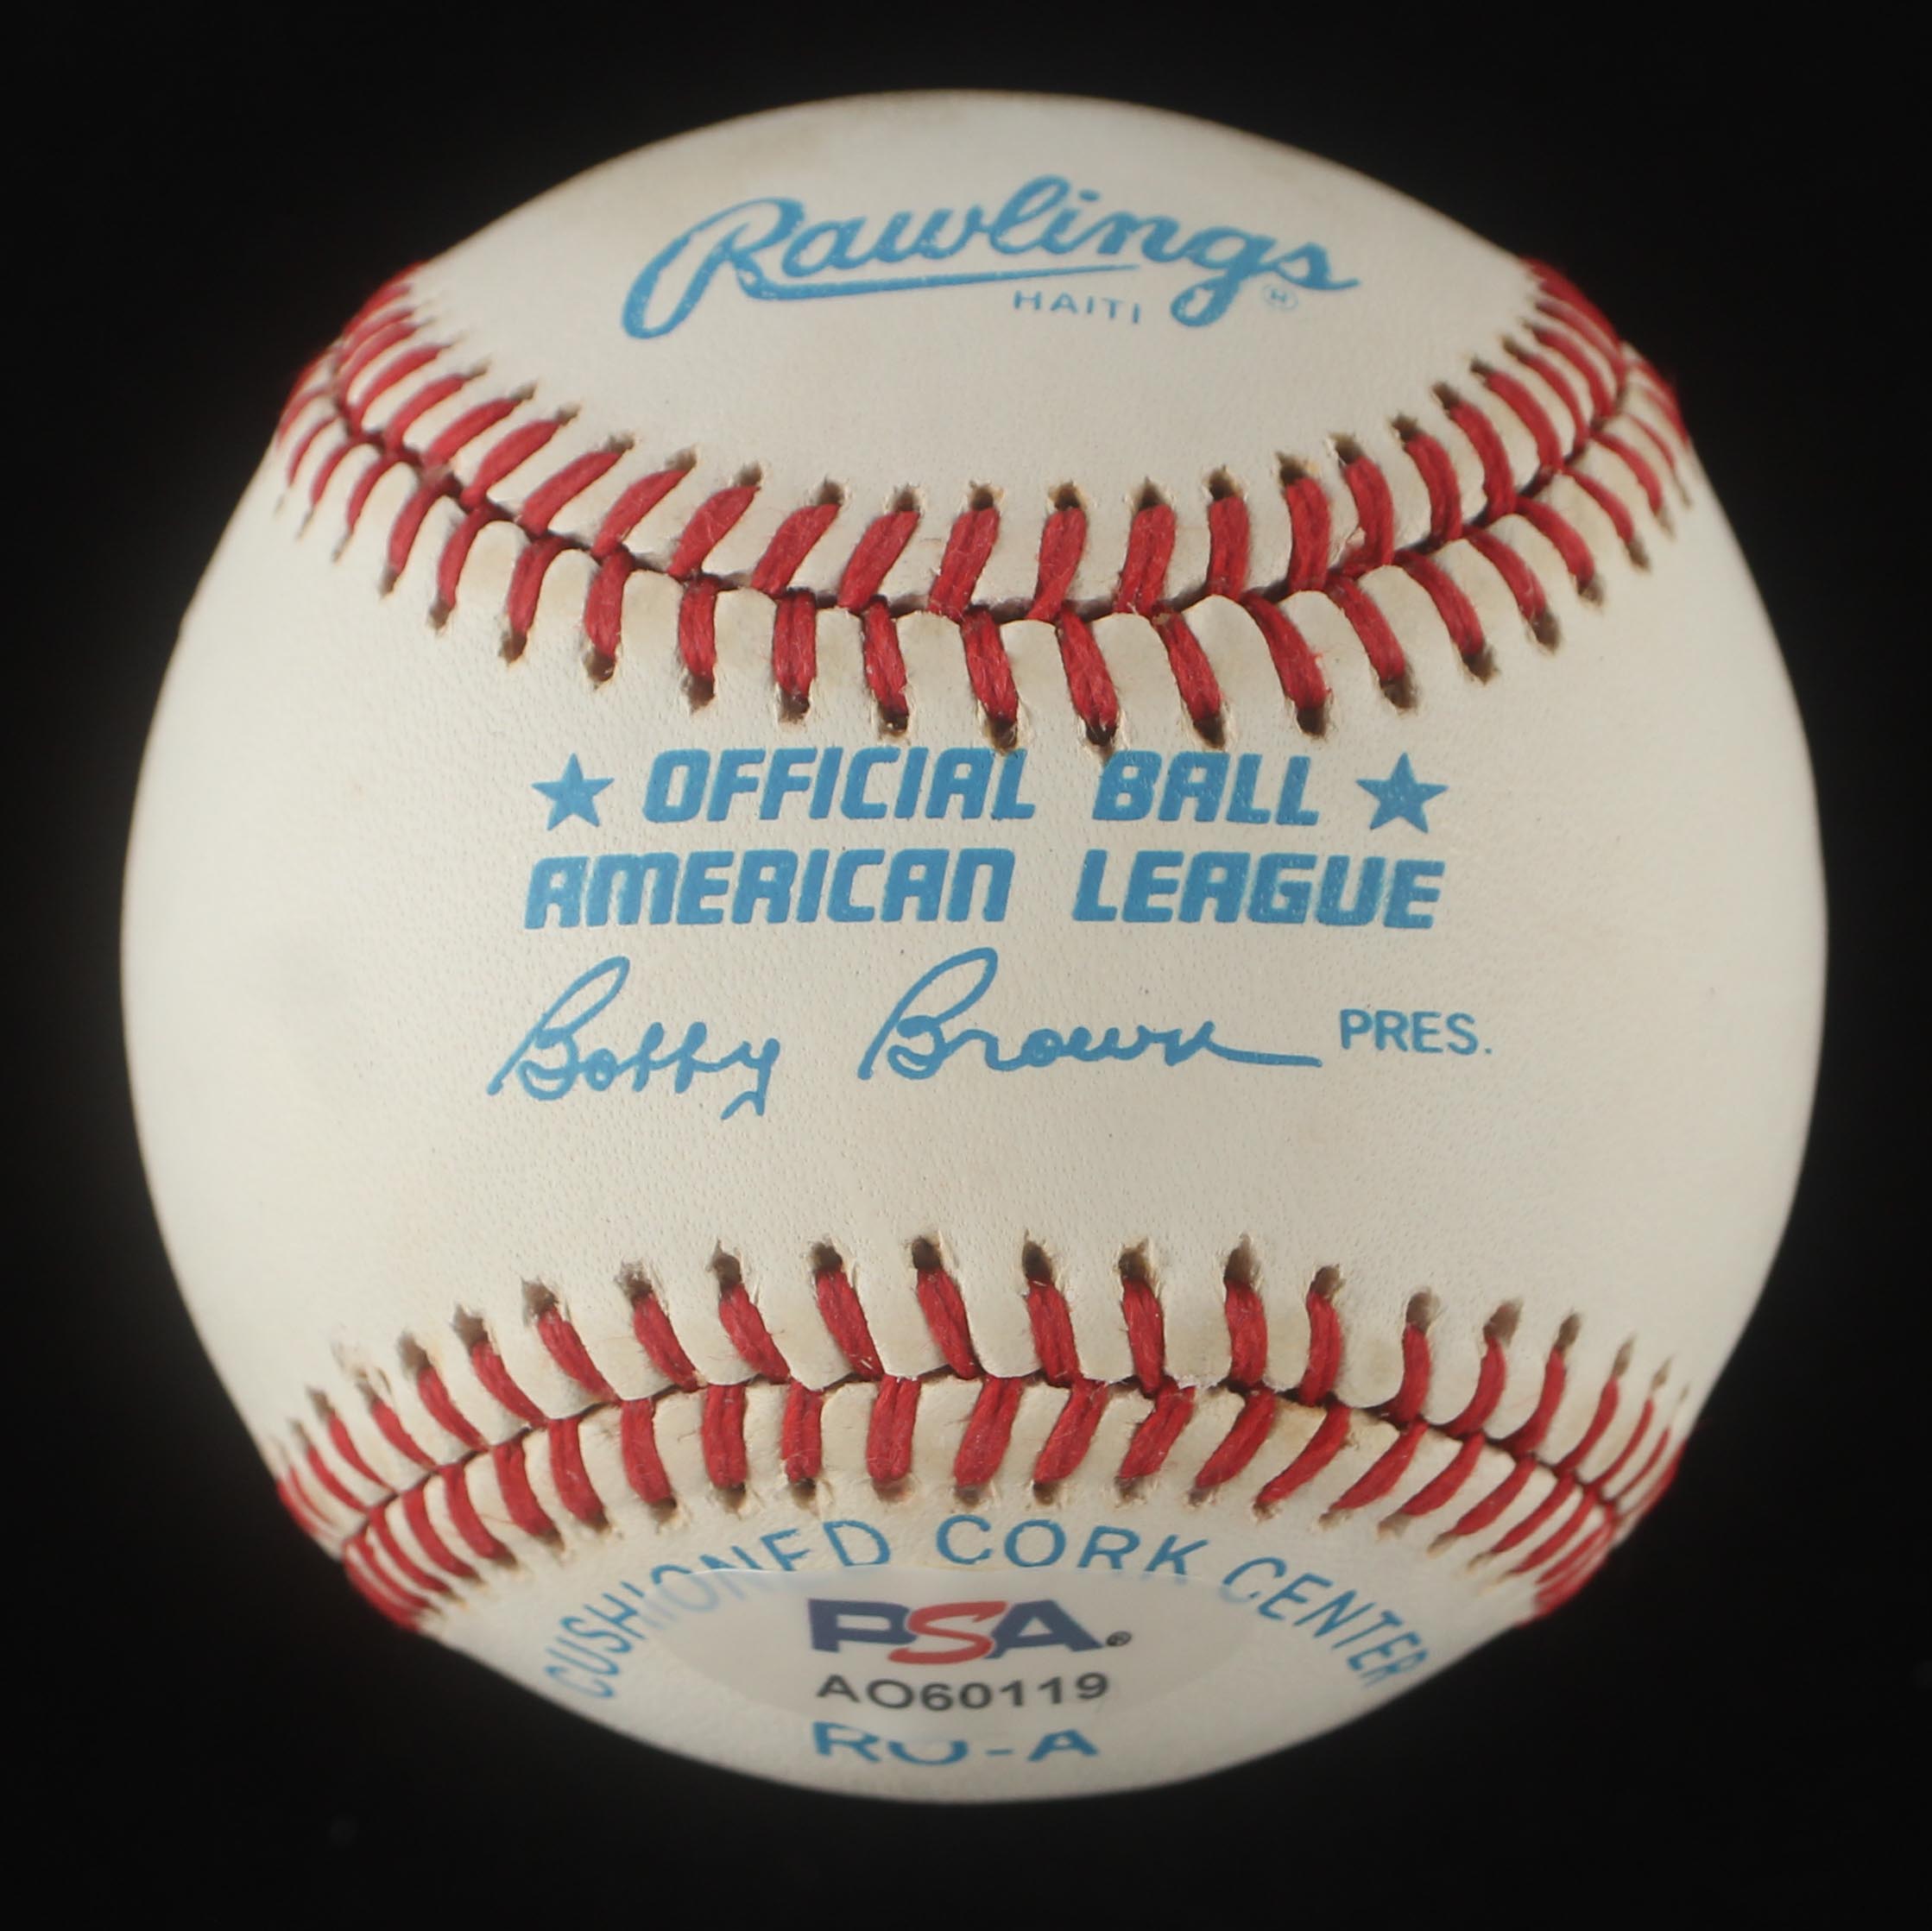 Rawlings
HAITI ®
★ OFFICIAL BALL ★
AMERICAN LEAGUE
Bobby Brown PRES.
CUSHIONED CORK CENTER
PSA®
AO60119
RO-A